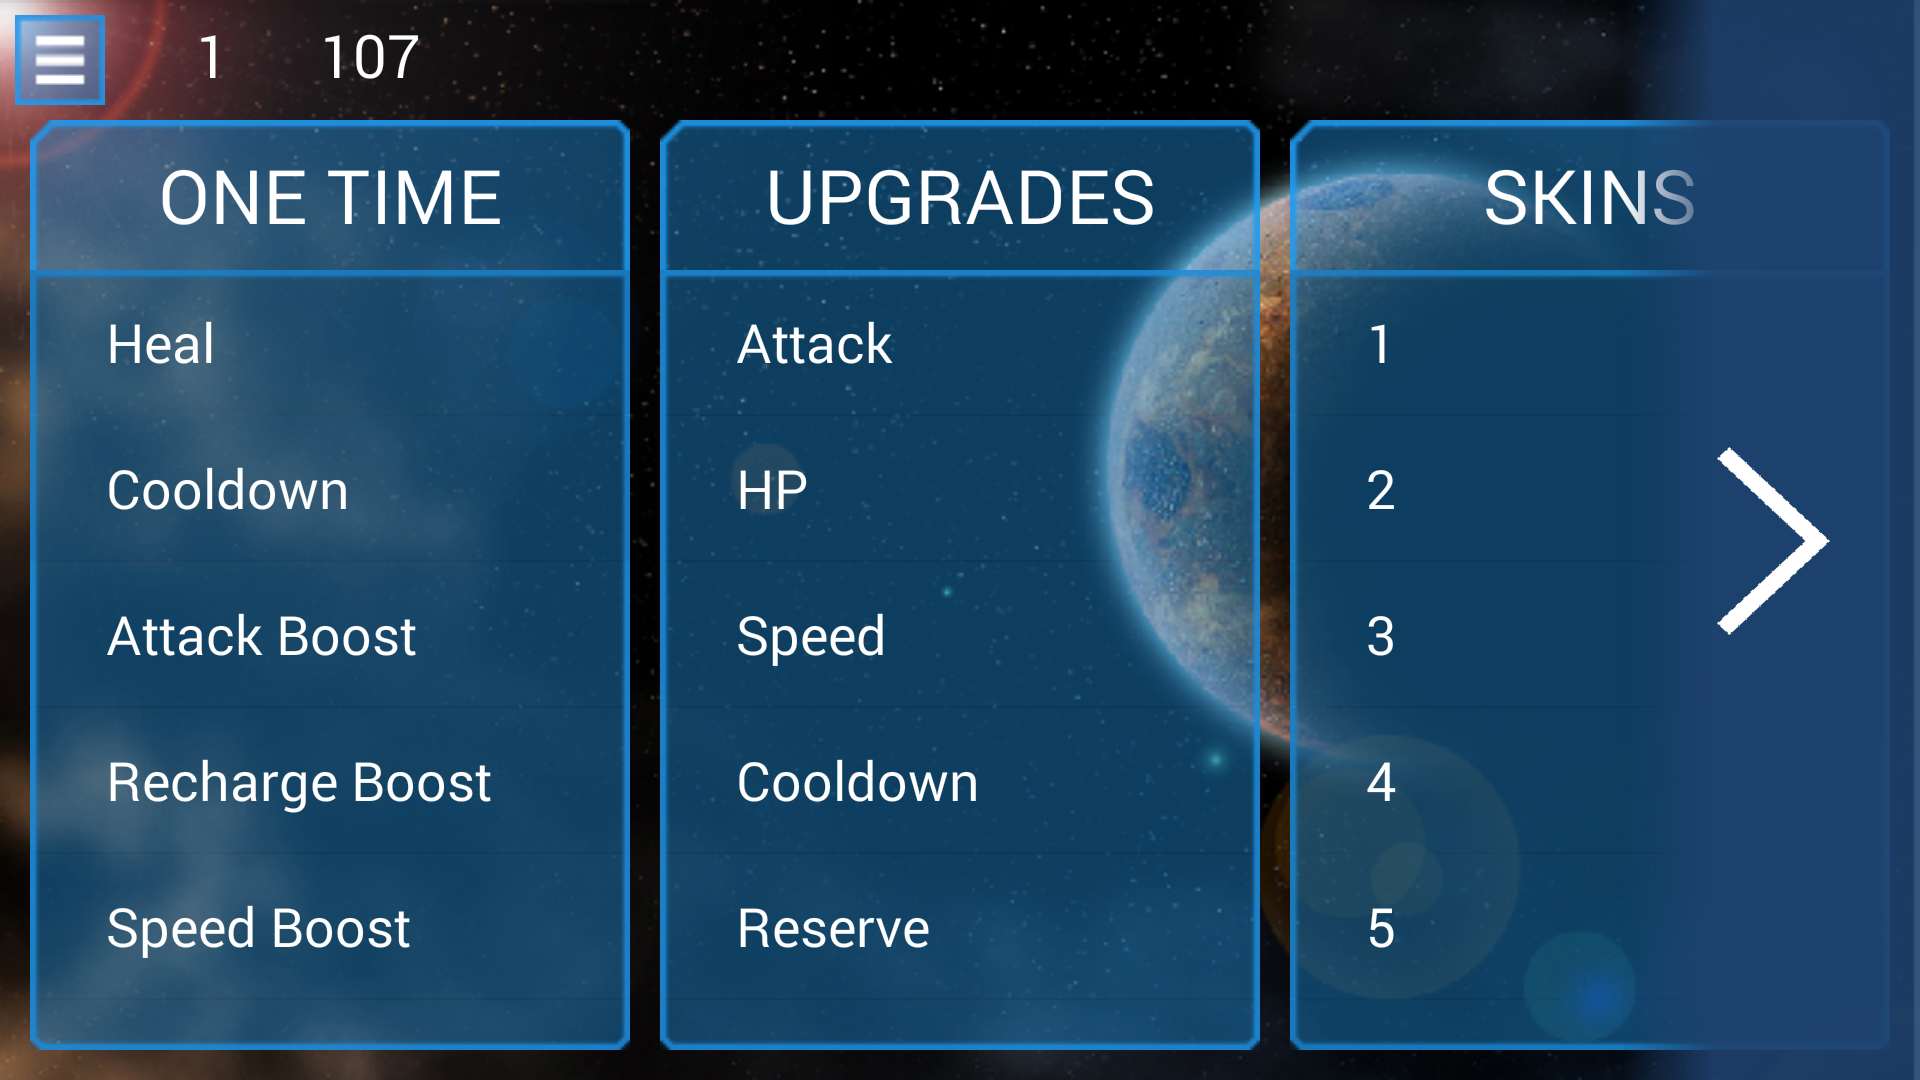 1 107
ONE TIME
Heal
Cooldown
Attack Boost
Recharge Boost
Speed Boost
UPGRADES
Attack
HP
Speed
Cooldown
Reserve
SKINS
1
2
3
4
5